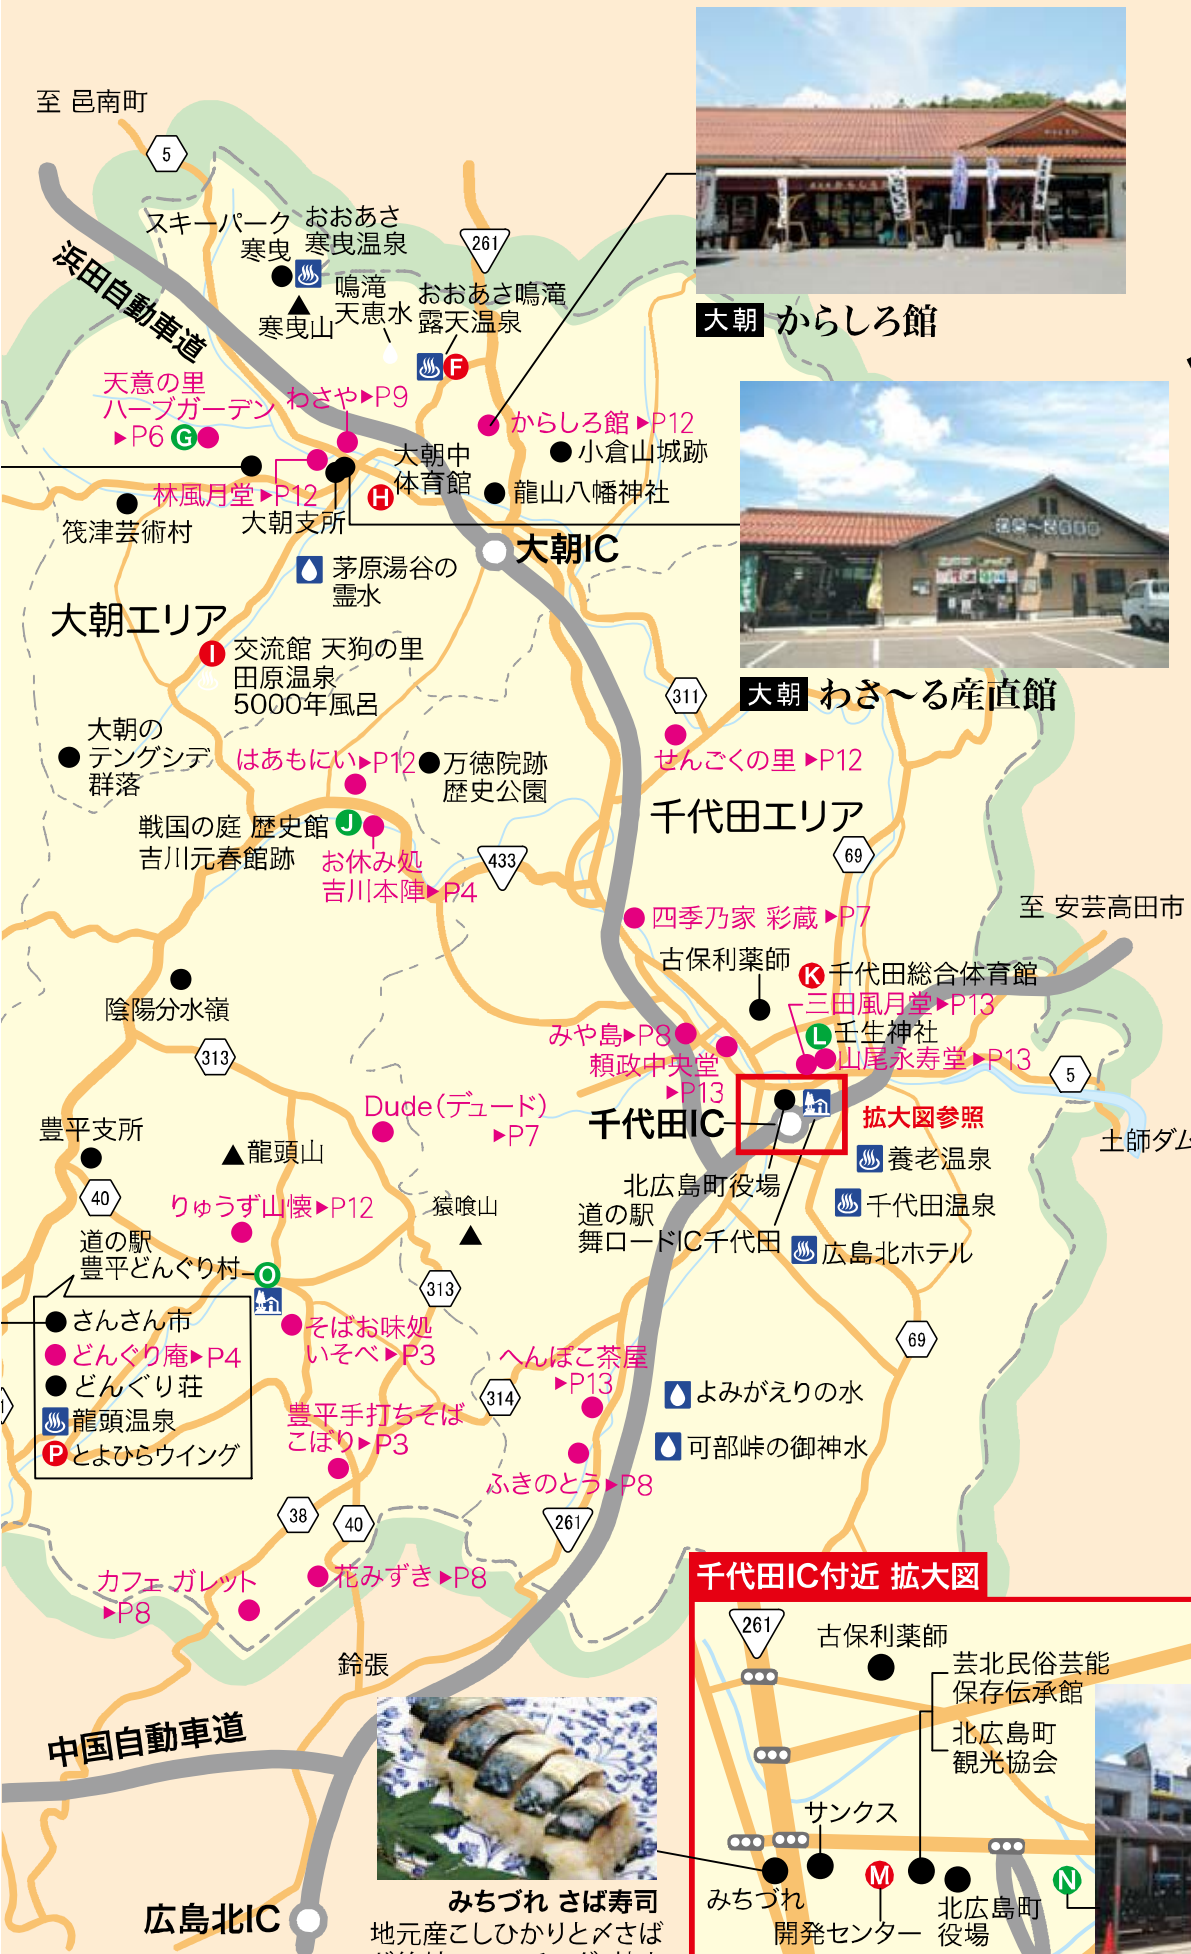 至 邑南町
5
スキーパーク
寒曳
おおあさ
寒曳温泉
261
浜田自動車道
寒曳山
鳴滝
天恵水
おおあさ鳴滝
露天温泉
F
大朝 からしろ館
天意の里
ハーブガーデン
▶P6
G
わさや▶P9
からしろ館▶P12
小倉山城跡
大朝中
体育館
H
龍山八幡神社
林風月堂▶P12
大朝支所
筏津芸術村
大朝IC
茅原湯谷の
霊水
大朝エリア
I
交流館 天狗の里
田原温泉
5000年風呂
大朝 わさ〜る産直館
311
せんごくの里▶P12
大朝の
テングシデ
群落
はあもにい▶P12
万徳院跡
歴史公園
千代田エリア
戦国の庭 歴史館
吉川元春館跡
J
お休み処
吉川本陣▶P4
433
69
至 安芸高田市
四季乃家 彩蔵▶P7
古保利薬師
K
千代田総合体育館
三田風月堂▶P13
L
壬生神社
山尾永寿堂▶P13
陰陽分水嶺
みや島▶P8
頼政中央堂
▶P13
313
5
Dude(デュード)
▶P7
千代田IC
拡大図参照
土師ダム
豊平支所
龍頭山
養老温泉
40
りゅうず山懐▶P12
猿喰山
北広島町役場
道の駅
舞ロードIC千代田
千代田温泉
広島北ホテル
道の駅
豊平どんぐり村
O
313
さんさん市
どんぐり庵▶P4
どんぐり荘
龍頭温泉
P
とよひらウイング
そばお味処
いそべ▶P3
69
へんぽこ茶屋
▶P13
314
よみがえりの水
豊平手打ちそば
こぼり▶P3
可部峠の御神水
ふきのとう▶P8
38
40
261
カフェ ガレット
▶P8
花みずき▶P8
鈴張
中国自動車道
広島北IC
みちづれ さば寿司
地元産こしひかりと〆さば
千代田IC付近 拡大図
261
古保利薬師
芸北民俗芸能
保存伝承館
北広島町
観光協会
サンクス
みちづれ
M
開発センター
北広島町
役場
N